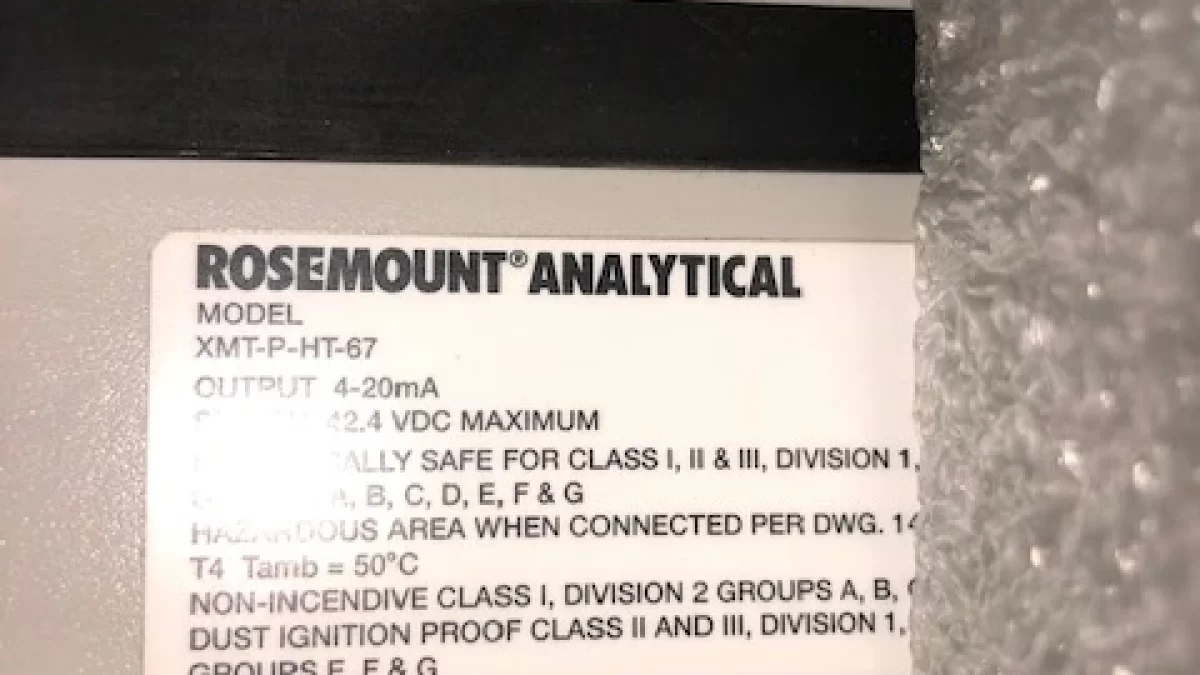 ROSEMOUNT® ANALYTICAL
MODEL
XMT-P-HT-67
OUTPUT 4-20mA
42.4 VDC MAXIMUM
SAFE FOR CLASS I, II & III, DIVISION 1,
A, B, C, D, E, F & G
HAZARDOUS AREA WHEN CONNECTED PER DWG. 14
T4 Tamb = 50°C
NON-INCENDIVE CLASS I, DIVISION 2 GROUPS A, B,
DUST IGNITION PROOF CLASS II AND III, DIVISION 1,
GROUPS E, F & G